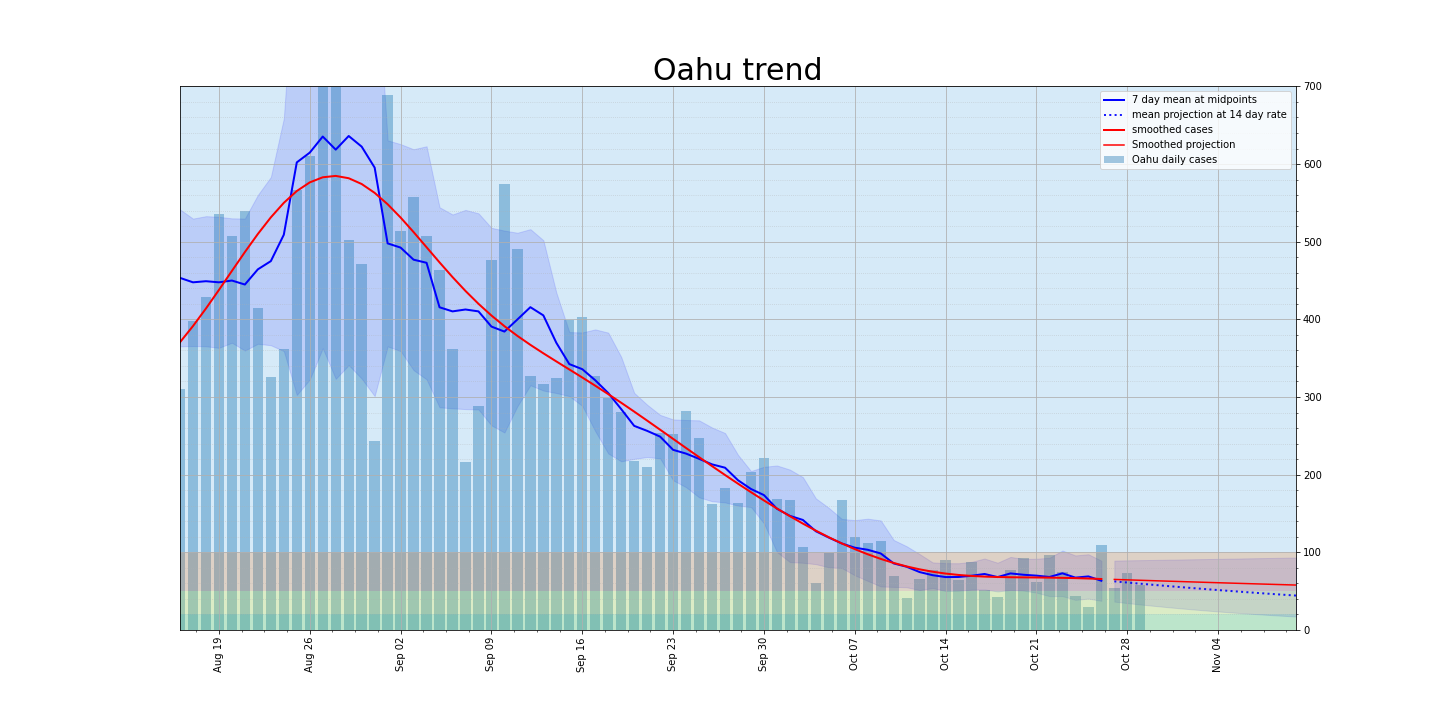 Oahu trend
7 day mean at midpoints
mean projection at 14 day rate
smoothed cases
Smoothed projection
Oahu daily cases
700
600
500
400
300
200
100
0
Aug 19
Aug 26
Sep 02
Sep 09
Sep 16
Sep 23
Sep 30
Oct 07
Oct 14
Oct 21
Oct 28
Nov 04